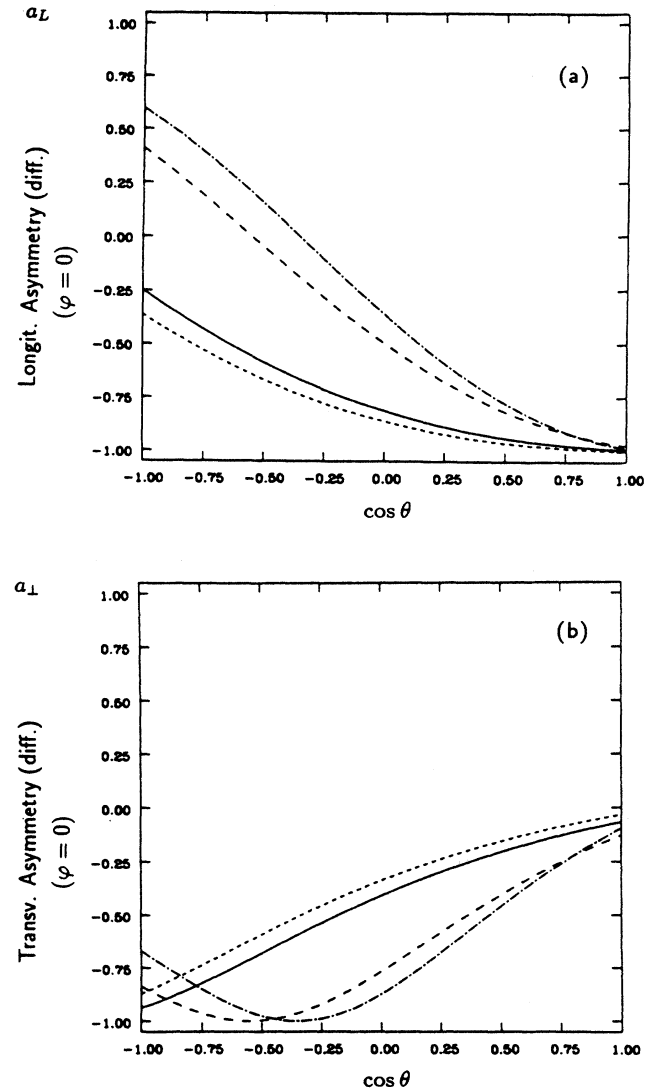 a_L
1.00
0.75
0.50
0.25
0.00
−0.25
−0.50
−0.75
−1.00
Longit. Asymmetry (diff.)
(φ = 0)
(a)
−1.00 −0.75 −0.50 −0.25 0.00 0.25 0.50 0.75 1.00
cos θ
a_⊥
1.00
0.75
0.50
0.25
0.00
−0.25
−0.50
−0.75
−1.00
Transv. Asymmetry (diff.)
(φ = 0)
(b)
−1.00 −0.75 −0.50 −0.25 0.00 0.25 0.50 0.75 1.00
cos θ